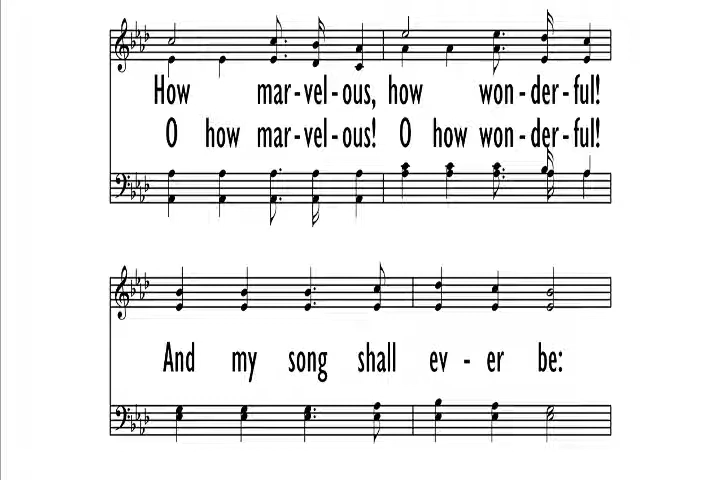 How mar-vel-ous, how won-der-ful!
O how mar-vel-ous! O how won-der-ful!
And my song shall ev-er be: